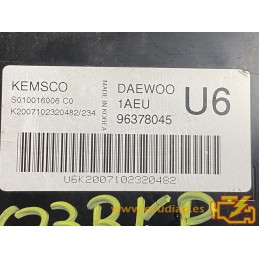 KEMSCO
S010016006 C0
K2007102320482/234
MADE IN KOREA
DAEWOO
1AEU
96378045
U6
U6K2007102320482